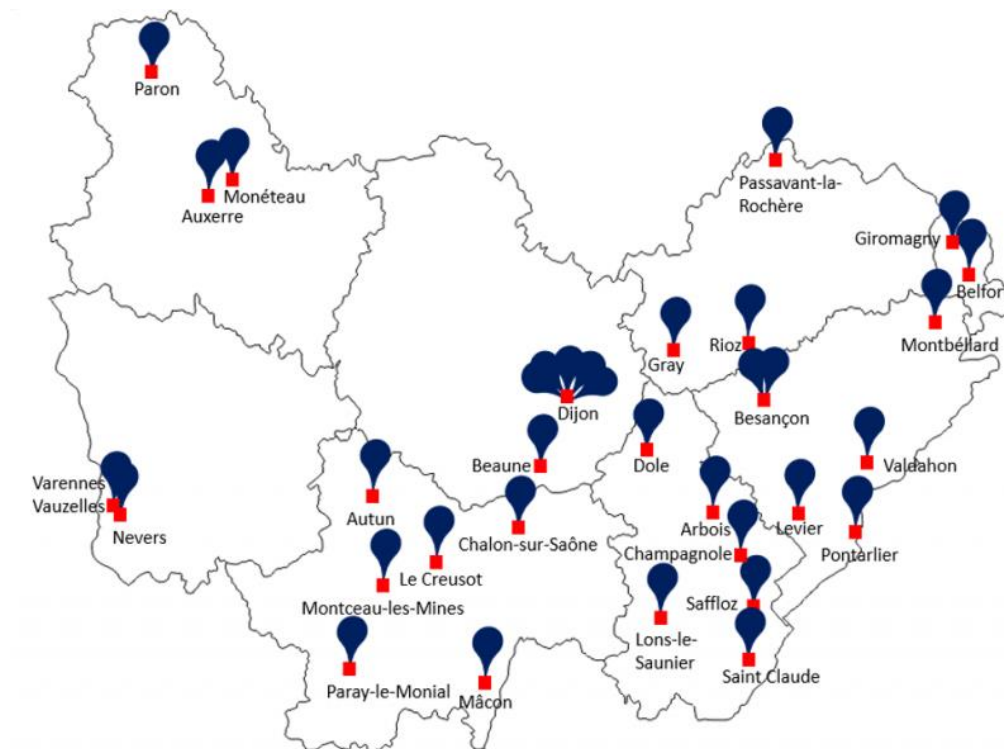 Paron
Monéteau
Auxerre
Passavant-la-
Rochère
Giromagny
Belfor
Montbéliard
Rioz
Gray
Besançon
Dijon
Beaune
Dole
Valdahon
Varennes
Vauzelles
Nevers
Autun
Chalon-sur-Saône
Arbois
Levier
Pontarlier
Champagnole
Le Creusot
Montceau-les-Mines
Saffloz
Lons-le-
Saunier
Saint Claude
Paray-le-Monial
Mâcon